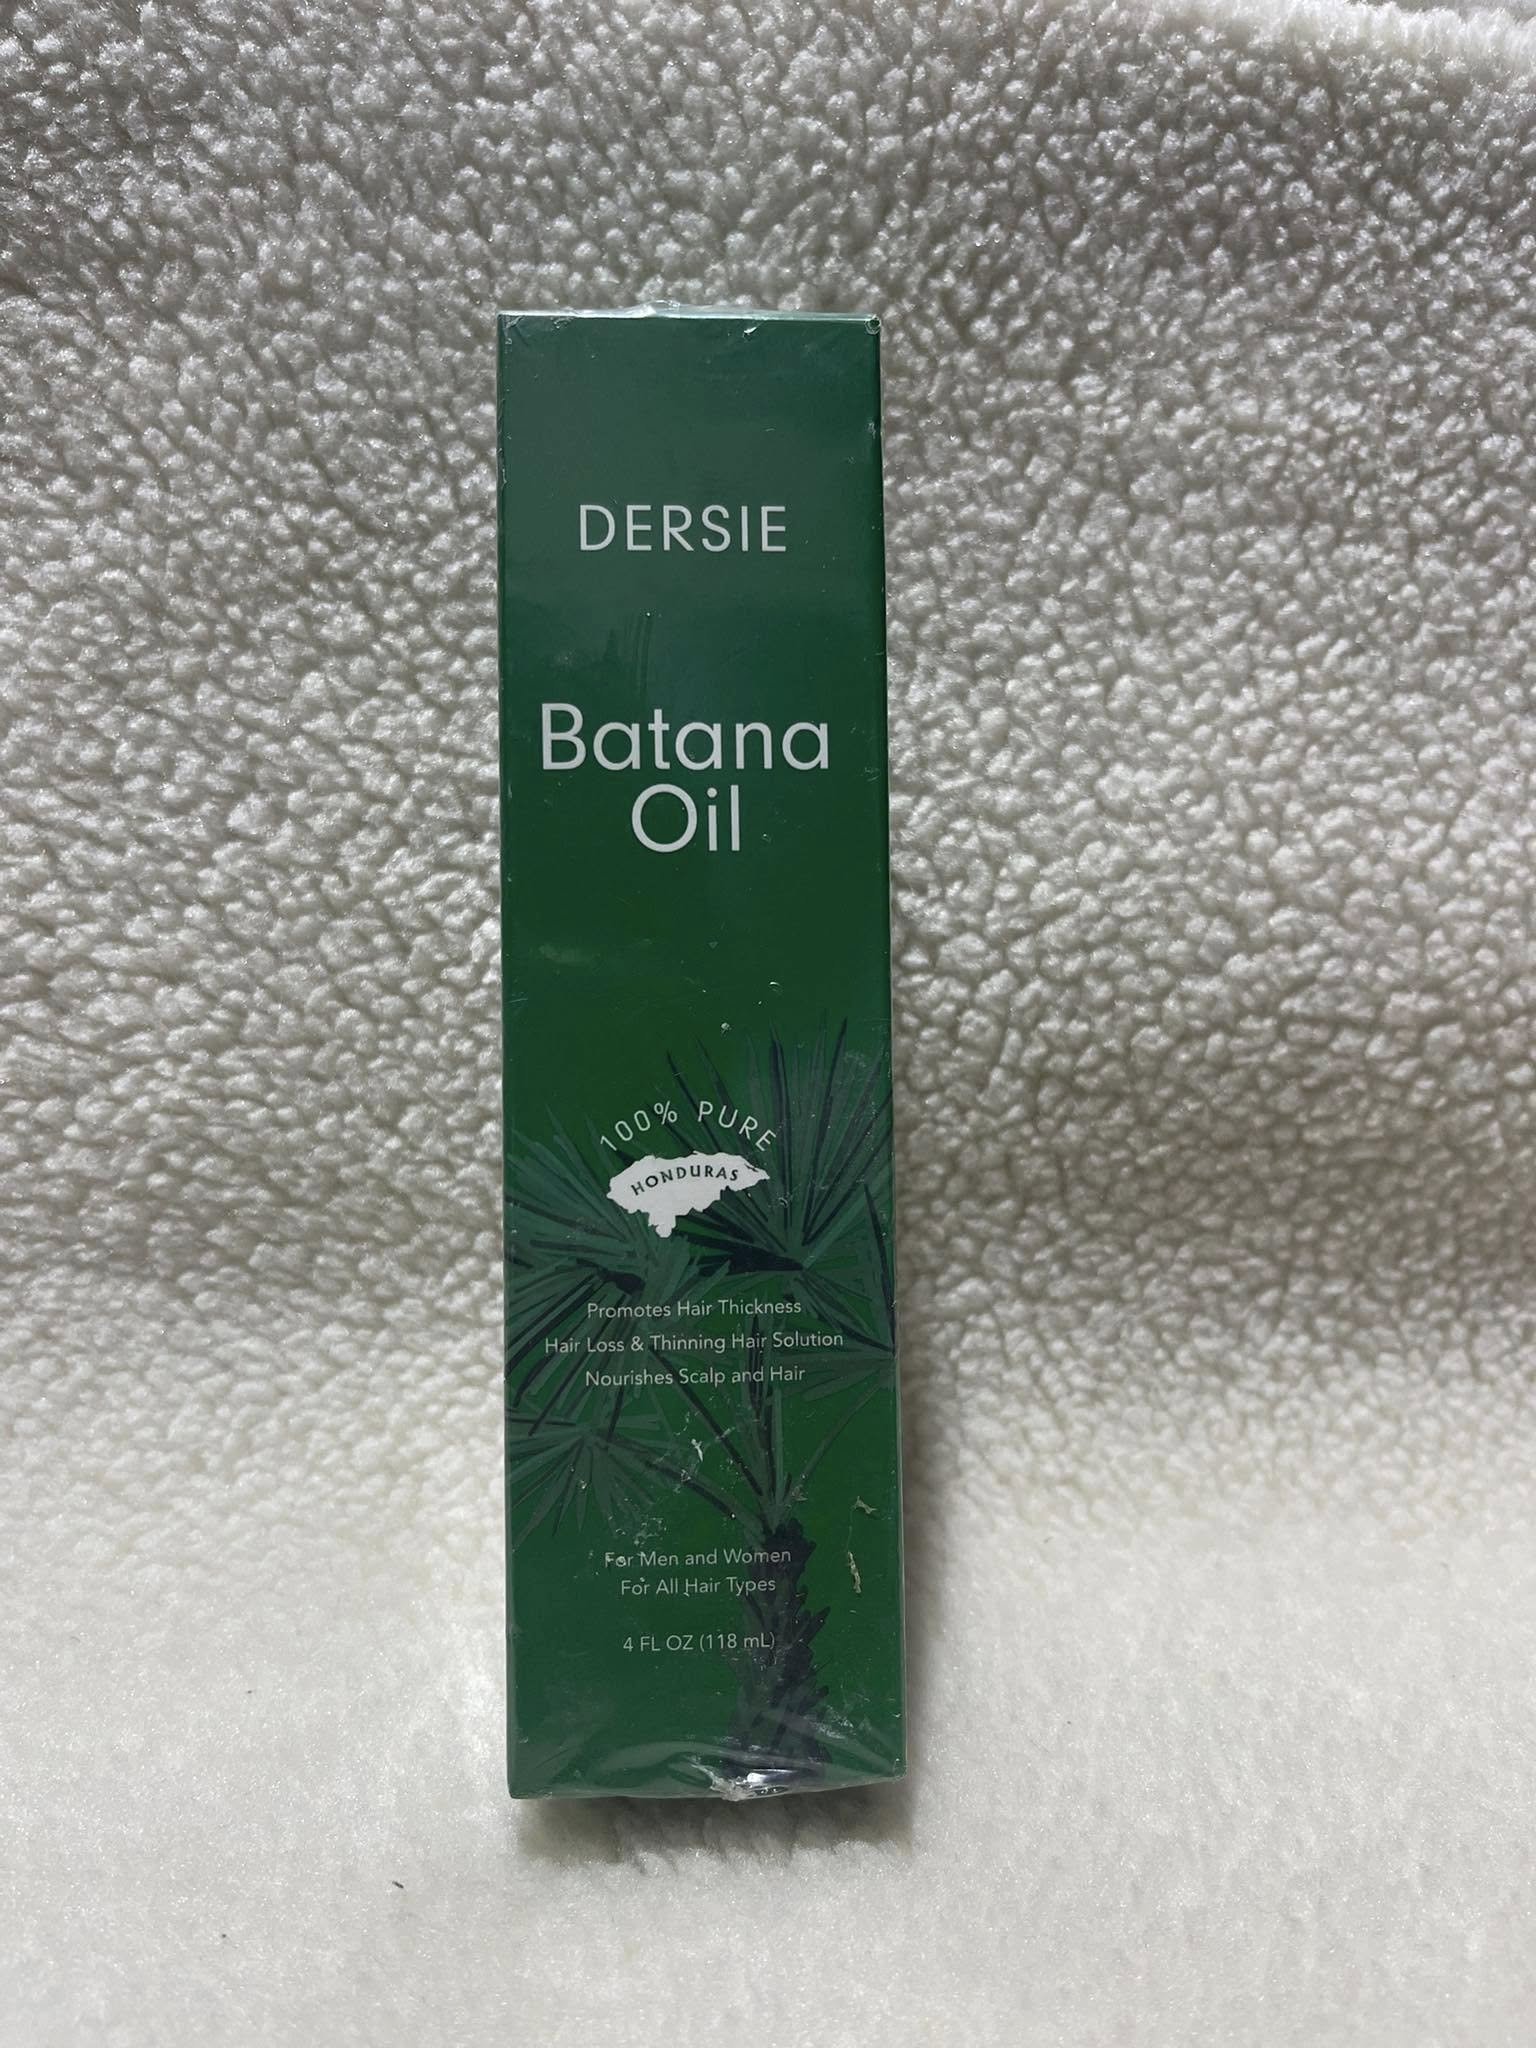 DERSIE
Batana
Oil
100% PURE
HONDURAS
Promotes Hair Thickness
Hair Loss & Thinning Hair Solution
Nourishes Scalp and Hair
For Men and Women
For All Hair Types
4 FL OZ (118 mL)